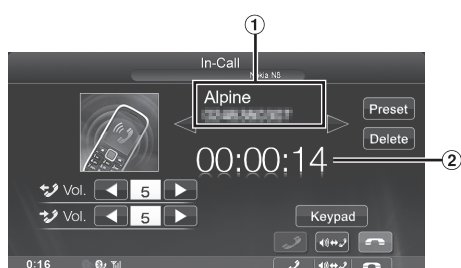 1
In-Call
Nokia N8
Alpine
Preset
Delete
00:00:14
2
Vol. 5
Vol. 5
Keypad
0:16